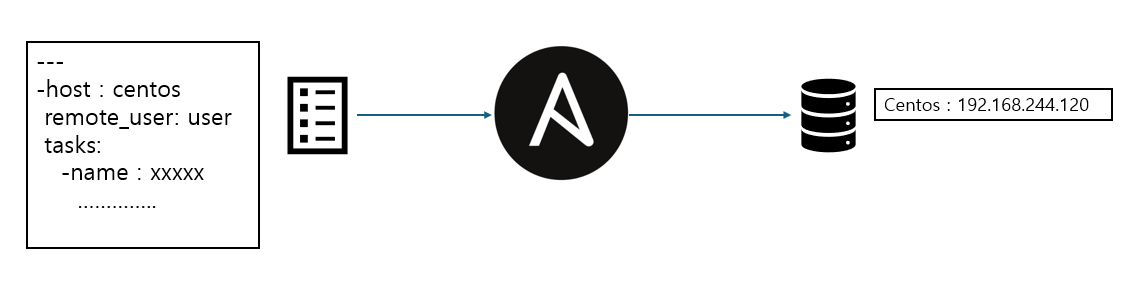 ---
-host : centos
remote_user: user
tasks:
-name : xxxxx
..............
Centos : 192.168.244.120